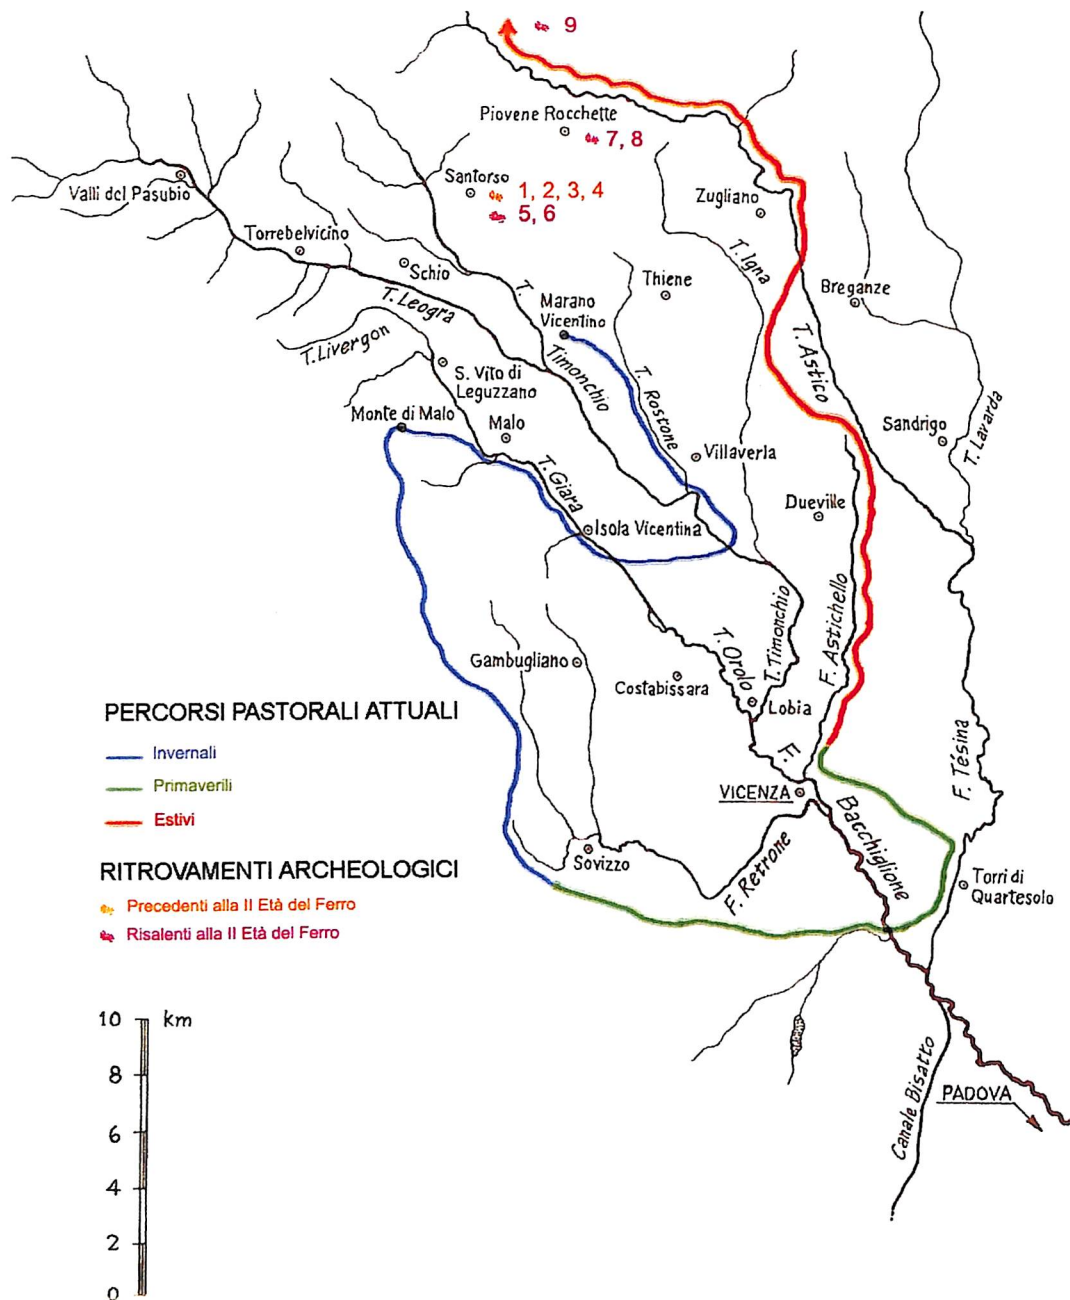 9
Piovene Rocchette
7, 8
Valli del Pasubio
Santorso
1, 2, 3, 4
5, 6
Zugliano
Torrebelvicino
Schio
T. Igna
Thiene
Breganze
T. Leogra
T.
Marano
Vicentino
T. Livergon
Timonchio
T. Astico
S. Vito di
Leguzzano
T. Rostone
Monte di Malo
Malo
Sandrigo
T. Lavarda
Villaverla
T. Giara
Dueville
Isola Vicentina
F. Astichello
T. Timonchio
T. Orolo
Gambugliano
Costabissara
Lobia
PERCORSI PASTORALI ATTUALI
Invernali
Primaverili
Estivi
F. Tésina
F.
VICENZA
Bacchiglione
Sovizzo
F. Retrone
Torri di
Quartesolo
RITROVAMENTI ARCHEOLOGICI
Precedenti alla II Età del Ferro
Risalenti alla II Età del Ferro
10 km
8
6
4
2
0
Canale Bisatto
PADOVA